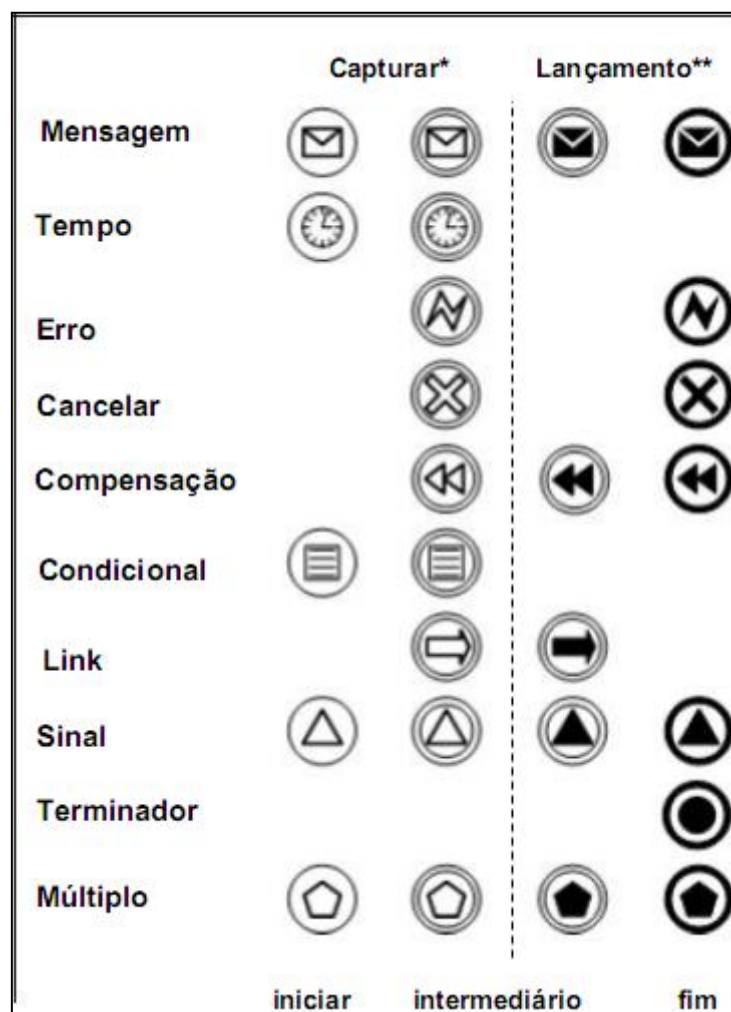 Capturar* Lançamento**
Mensagem
Tempo
Erro
Cancelar
Compensação
Condicional
Link
Sinal
Terminador
Múltiplo
iniciar intermediário fim